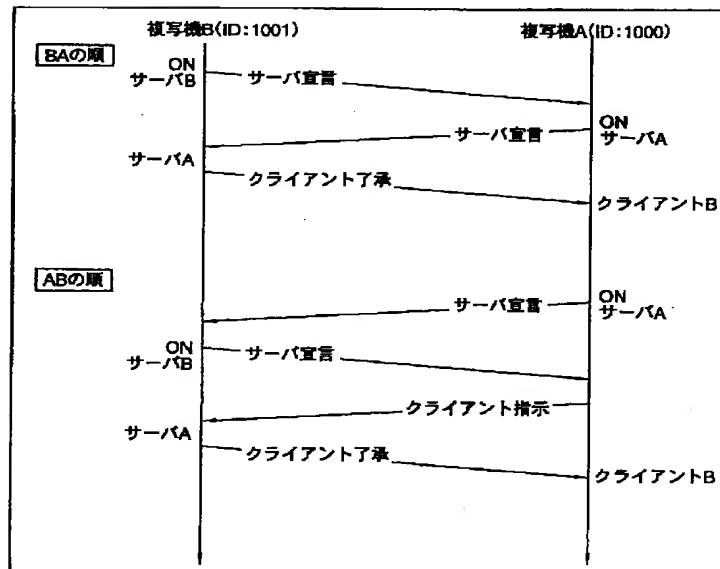 複写機B(ID:1001)
複写機A(ID:1000)
BAの順
ON
サーバB
サーバ宣言
サーバ宣言
ON
サーバA
サーバA
クライアント了承
クライアントB
ABの順
サーバ宣言
ON
サーバA
ON
サーバB
サーバ宣言
クライアント指示
サーバA
クライアント了承
クライアントB